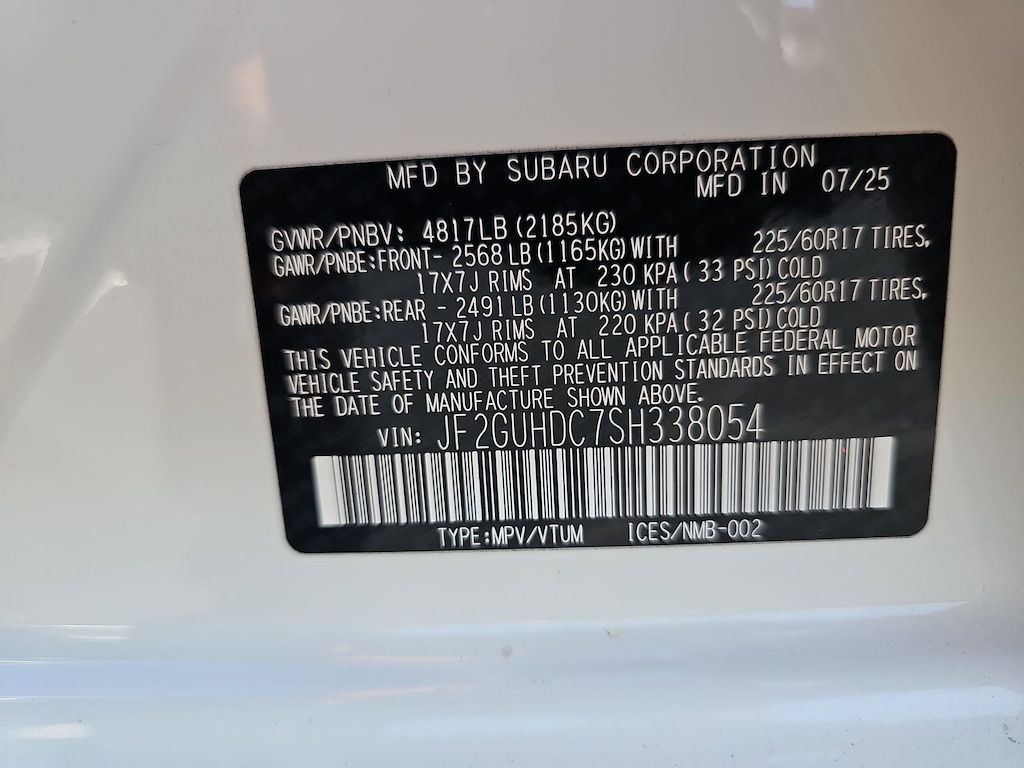 MFD BY SUBARU CORPORATION
MFD IN 07/25
GVWR/PNBV: 4817LB (2185KG)
GAWR/PNBE:FRONT- 2568 LB (1165KG) WITH 225/60R17 TIRES,
17X7J RIMS AT 230 KPA ( 33 PSI) COLD
GAWR/PNBE:REAR - 2491 LB (1130KG) WITH 225/60R17 TIRES,
17X7J RIMS AT 220 KPA ( 32 PSI) COLD
THIS VEHICLE CONFORMS TO ALL APPLICABLE FEDERAL MOTOR
VEHICLE SAFETY AND THEFT PREVENTION STANDARDS IN EFFECT ON
THE DATE OF MANUFACTURE SHOWN ABOVE.
VIN: JF2GUHDC7SH338054
TYPE:MPV/VTUM ICES/NMB-002